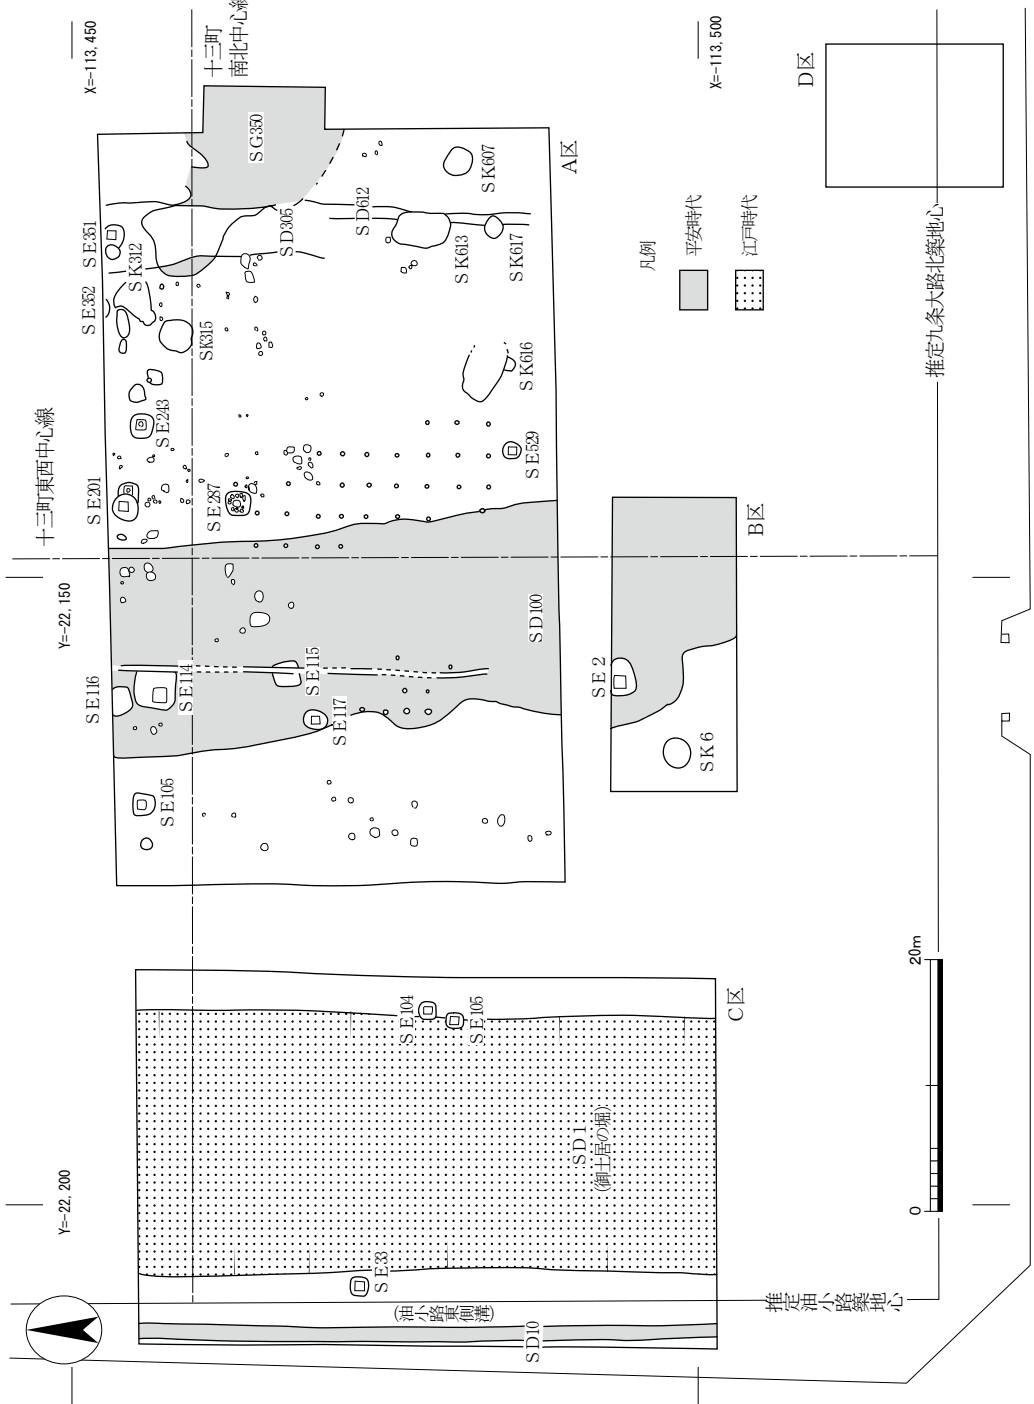 X=-113,450
十三町
南北中心線
X=-113,500
D区
SG350
A区
SK607
SE351
SK312
SD305
SD612
SK613
SK617
SE352
SK315
凡例
平安時代
江戸時代
推定九条大路北築地心
SK616
十三町東西中心線
SE243
SE529
SE201
SE287
B区
Y=-22,150
SD100
SE116
SE114
SE115
SE117
SE2
SK6
SE105
20m
0
C区
SE104
SE105
SD1
(御土居の堀)
Y=-22,200
SE33
(油小路東側溝)
SD10
推定油小路築地心